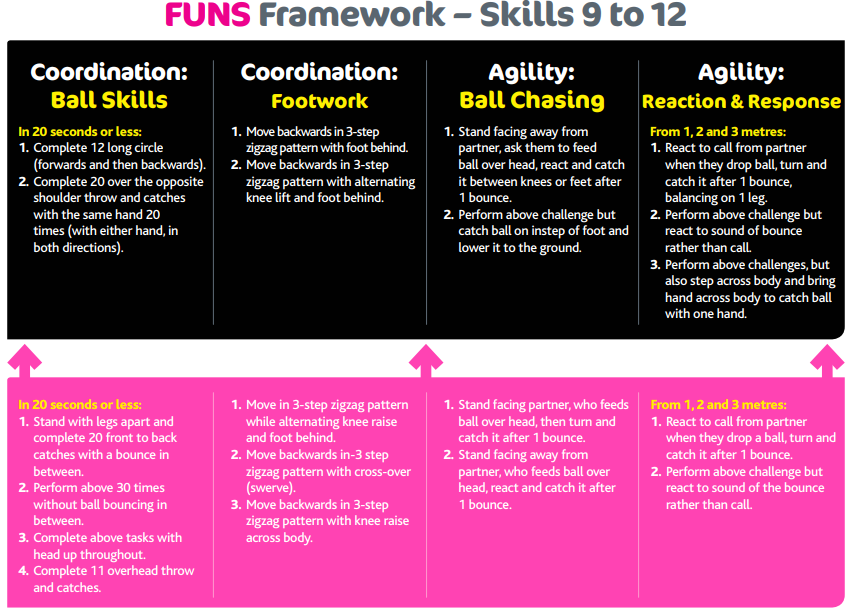 FUNS Framework – Skills 9 to 12
Coordination:
Ball Skills
In 20 seconds or less:
1. Complete 12 long circle
(forwards and then backwards).
2. Complete 20 over the opposite
shoulder throw and catches
with the same hand 20
times (with either hand, in
both directions).
Coordination:
Footwork
1. Move backwards in 3-step
zigzag pattern with foot behind.
2. Move backwards in 3-step
zigzag pattern with alternating
knee lift and foot behind.
Agility:
Ball Chasing
1. Stand facing away from
partner, ask them to feed
ball over head, react and catch
it between knees or feet after
1 bounce.
2. Perform above challenge but
catch ball on instep of foot and
lower it to the ground.
Agility:
Reaction & Response
From 1, 2 and 3 metres:
1. React to call from partner
when they drop ball, turn and
catch it after 1 bounce,
balancing on 1 leg.
2. Perform above challenge but
react to sound of bounce
rather than call.
3. Perform above challenges, but
also step across body and bring
hand across body to catch ball
with one hand.
In 20 seconds or less:
1. Stand with legs apart and
complete 20 front to back
catches with a bounce in
between.
2. Perform above 30 times
without ball bouncing in
between.
3. Complete above tasks with
head up throughout.
4. Complete 11 overhead throw
and catches.
1. Move in 3-step zigzag pattern
while alternating knee raise
and foot behind.
2. Move backwards in-3 step
zigzag pattern with cross-over
(swerve).
3. Move backwards in 3-step
zigzag pattern with knee raise
across body.
1. Stand facing partner, who feeds
ball over head, then turn and
catch it after 1 bounce.
2. Stand facing away from
partner, who feeds ball over
head, react and catch it after
1 bounce.
From 1, 2 and 3 metres:
1. React to call from partner
when they drop a ball, turn and
catch it after 1 bounce.
2. Perform above challenge but
react to sound of the bounce
rather than call.